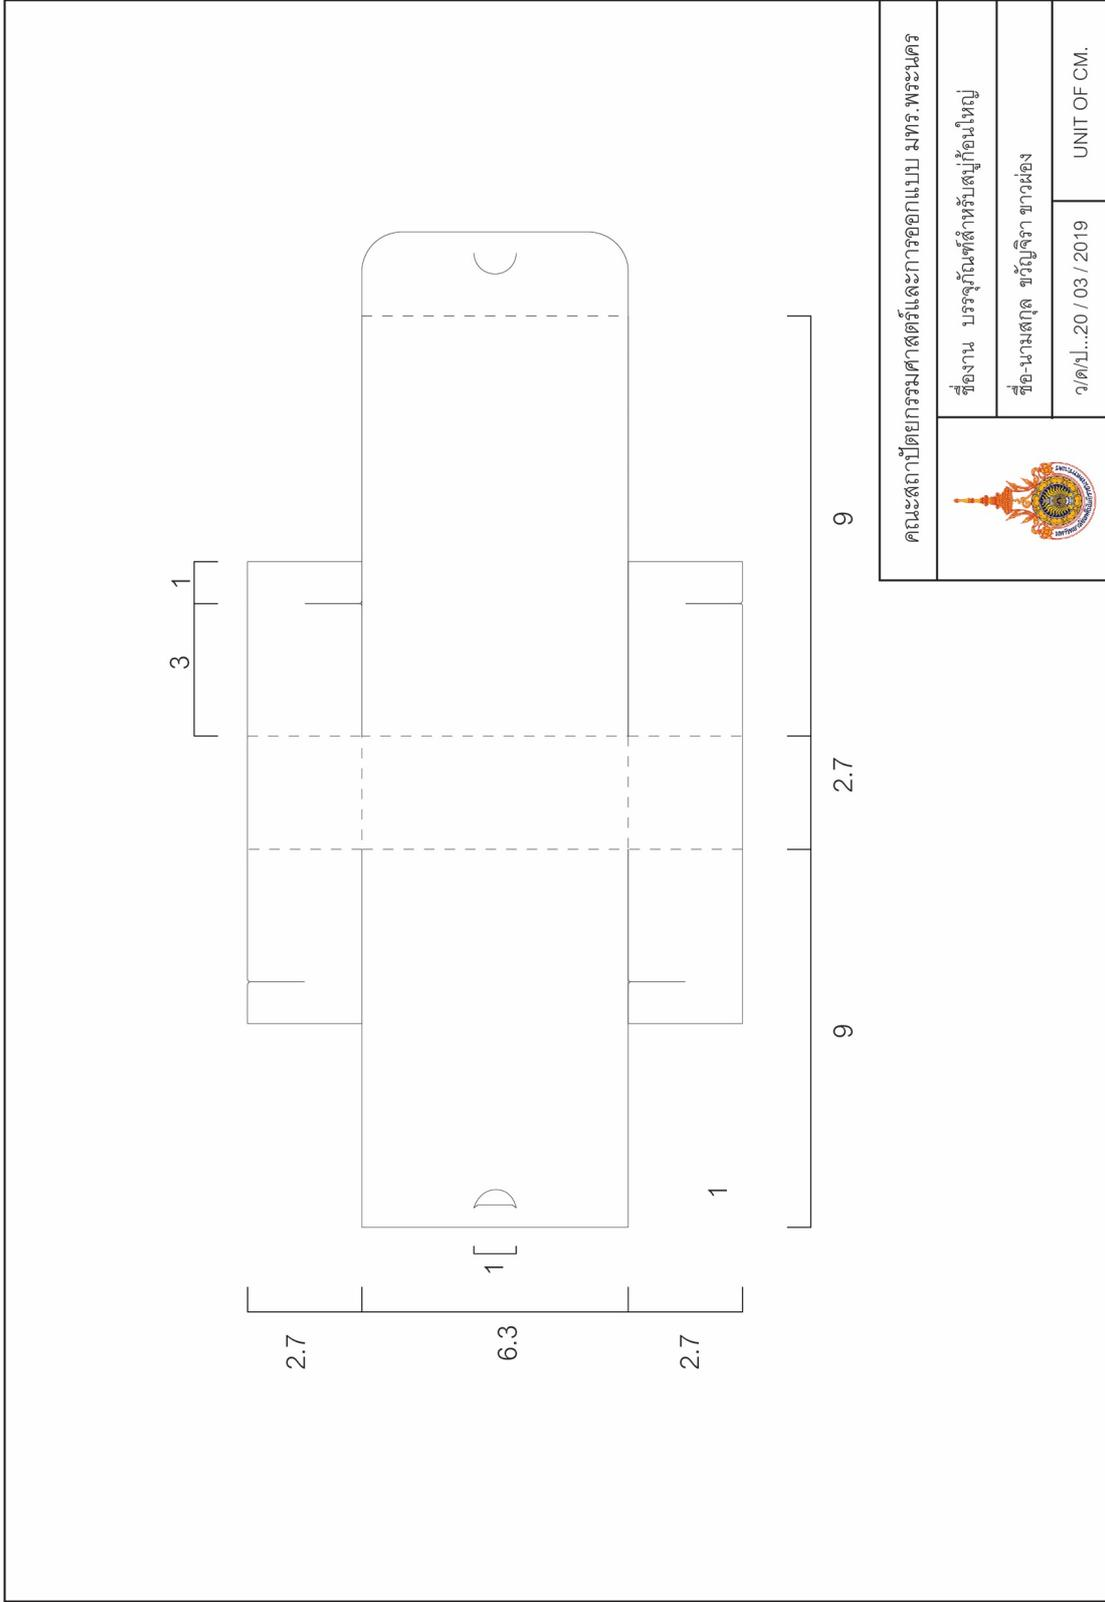 1
3
9
2.7
9
1
1
2.7
6.3
2.7
คณะสถาปัตยกรรมศาสตร์และการออกแบบ มทร.พระนคร
ชื่องาน บรรจุภัณฑ์สำหรับสบู่ก้อนใหญ่
ชื่อ-นามสกุล ขวัญจิรา ขาวผ่อง
ว/ด/ป...20 / 03 / 2019
UNIT OF CM.